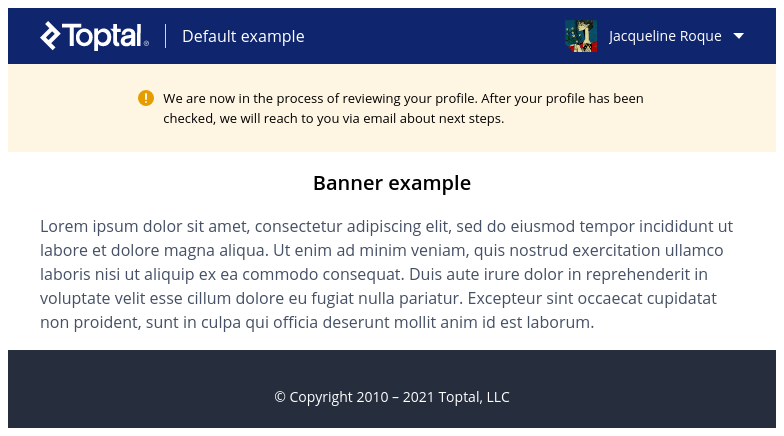 Toptal®
Default example
Jacqueline Roque
We are now in the process of reviewing your profile. After your profile has been
checked, we will reach to you via email about next steps.
Banner example
Lorem ipsum dolor sit amet, consectetur adipiscing elit, sed do eiusmod tempor incididunt ut
labore et dolore magna aliqua. Ut enim ad minim veniam, quis nostrud exercitation ullamco
laboris nisi ut aliquip ex ea commodo consequat. Duis aute irure dolor in reprehenderit in
voluptate velit esse cillum dolore eu fugiat nulla pariatur. Excepteur sint occaecat cupidatat
non proident, sunt in culpa qui officia deserunt mollit anim id est laborum.
© Copyright 2010 – 2021 Toptal, LLC